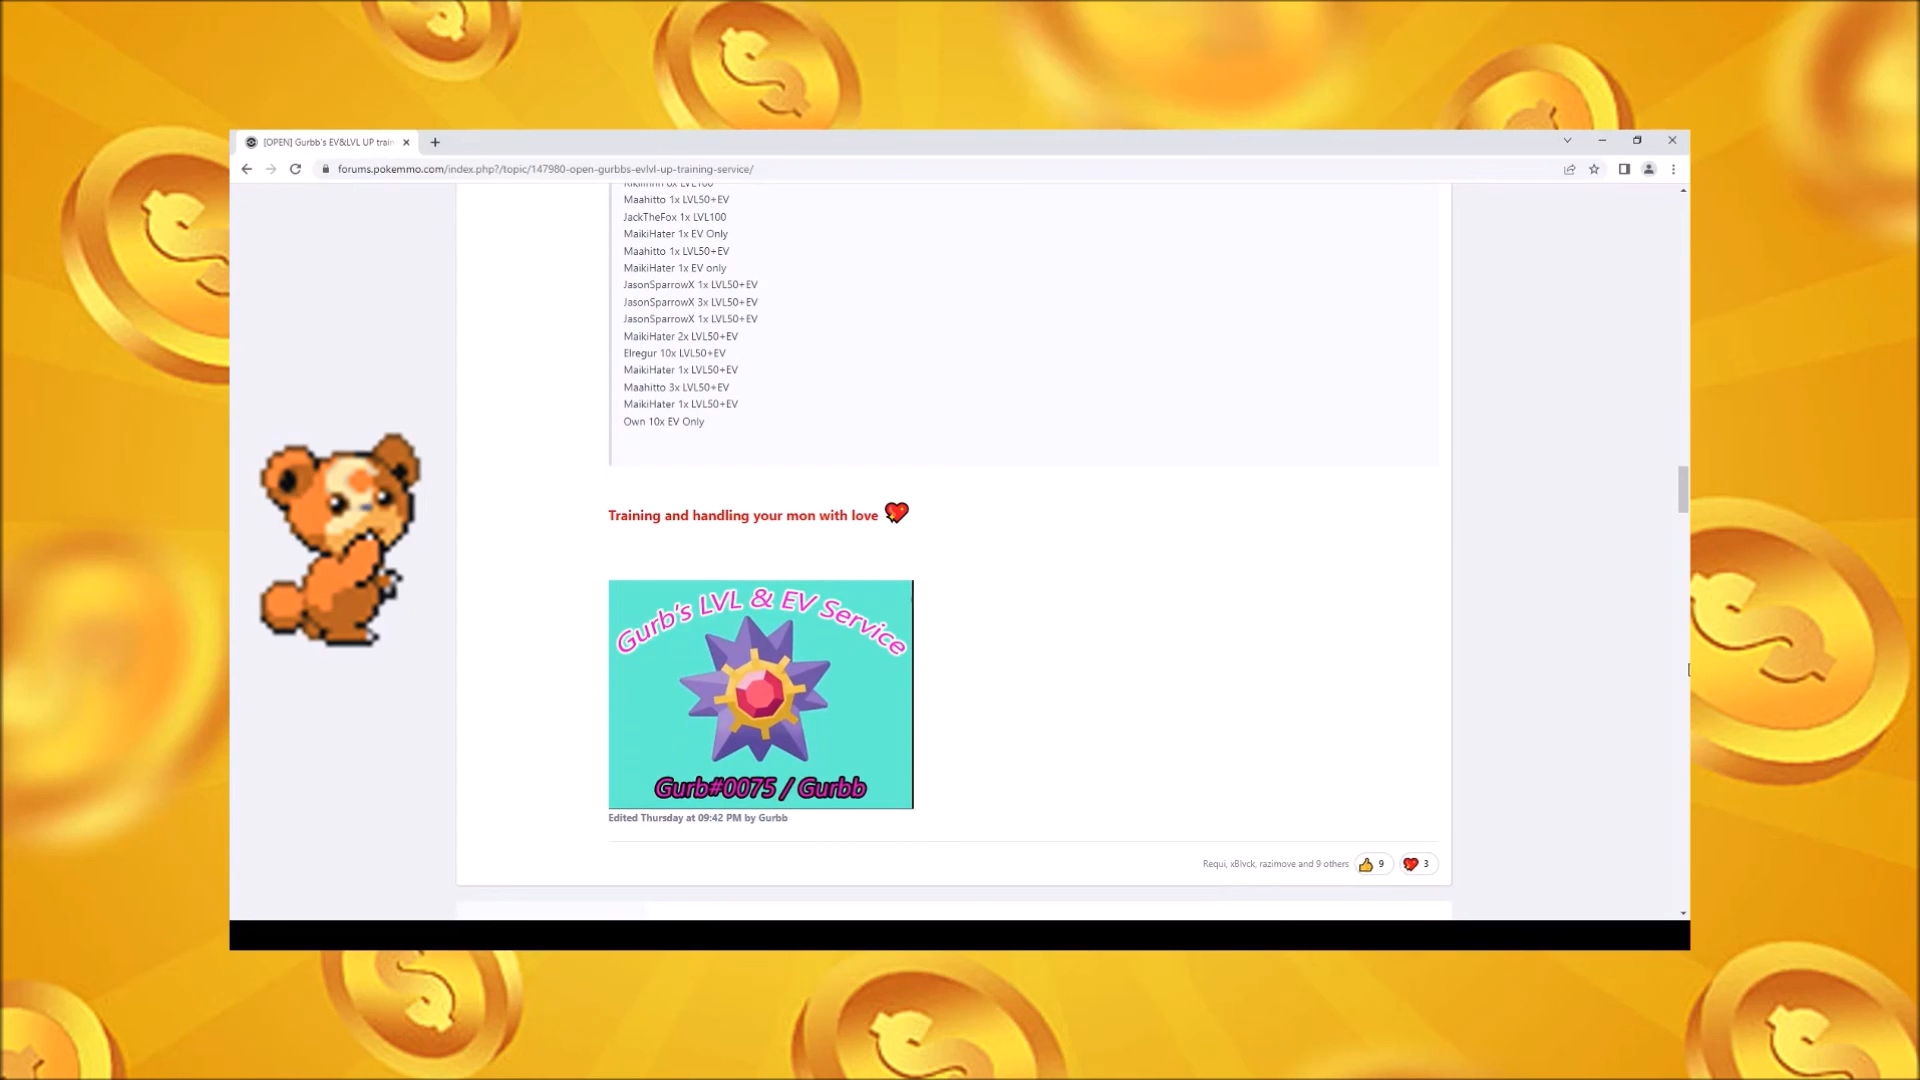 [OPEN] Gurbb's EV&LVL UP train
forums.pokemmo.com/index.php?/topic/147980-open-gurbbs-evlvl-up-training-service/
6x LVL100
Maahitto 1x LVL50+EV
JackTheFox 1x LVL100
MaikiHater 1x EV Only
Maahitto 1x LVL50+EV
MaikiHater 1x EV only
JasonSparrowX 1x LVL50+EV
JasonSparrowX 3x LVL50+EV
JasonSparrowX 1x LVL50+EV
MaikiHater 2x LVL50+EV
Elregur 10x LVL50+EV
MaikiHater 1x LVL50+EV
Maahitto 3x LVL50+EV
MaikiHater 1x LVL50+EV
Own 10x EV Only
Training and handling your mon with love
Gurb's LVL & EV Service
Gurb#0075 / Gurbb
Edited Thursday at 09:42 PM by Gurbb
Requi, xBlvck, razimove and 9 others 9 3